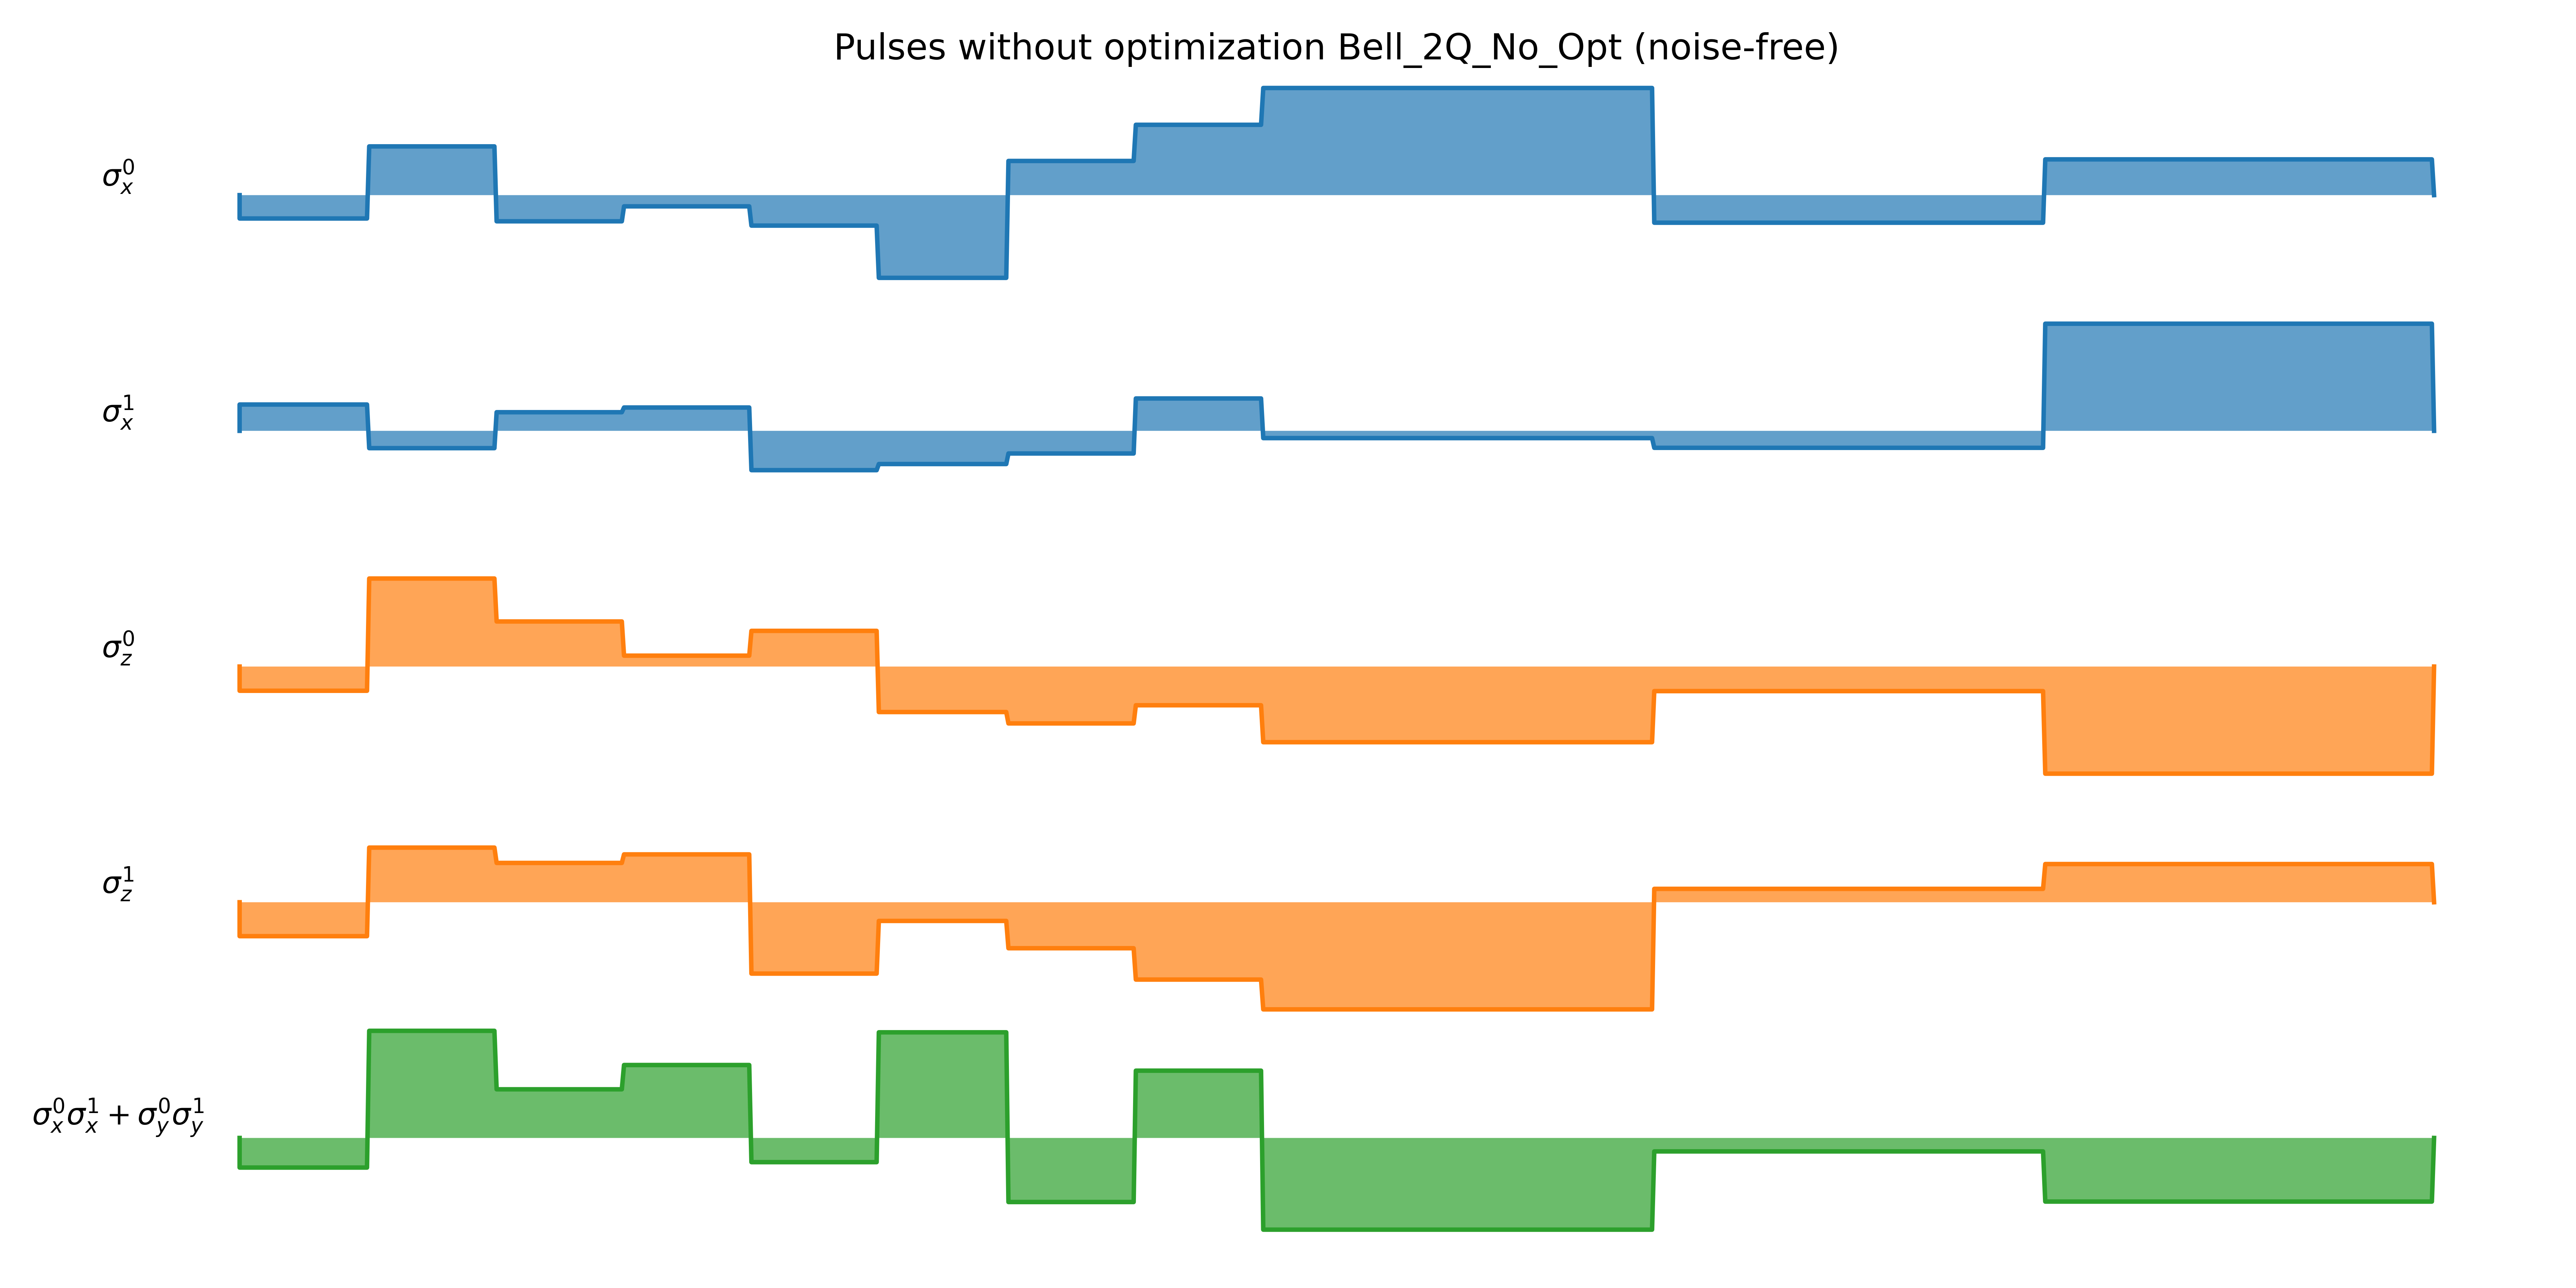 Pulses without optimization Bell_2Q_No_Opt (noise-free)
σ_x^0
σ_x^1
σ_z^0
σ_z^1
σ_x^0σ_x^1 + σ_y^0σ_y^1